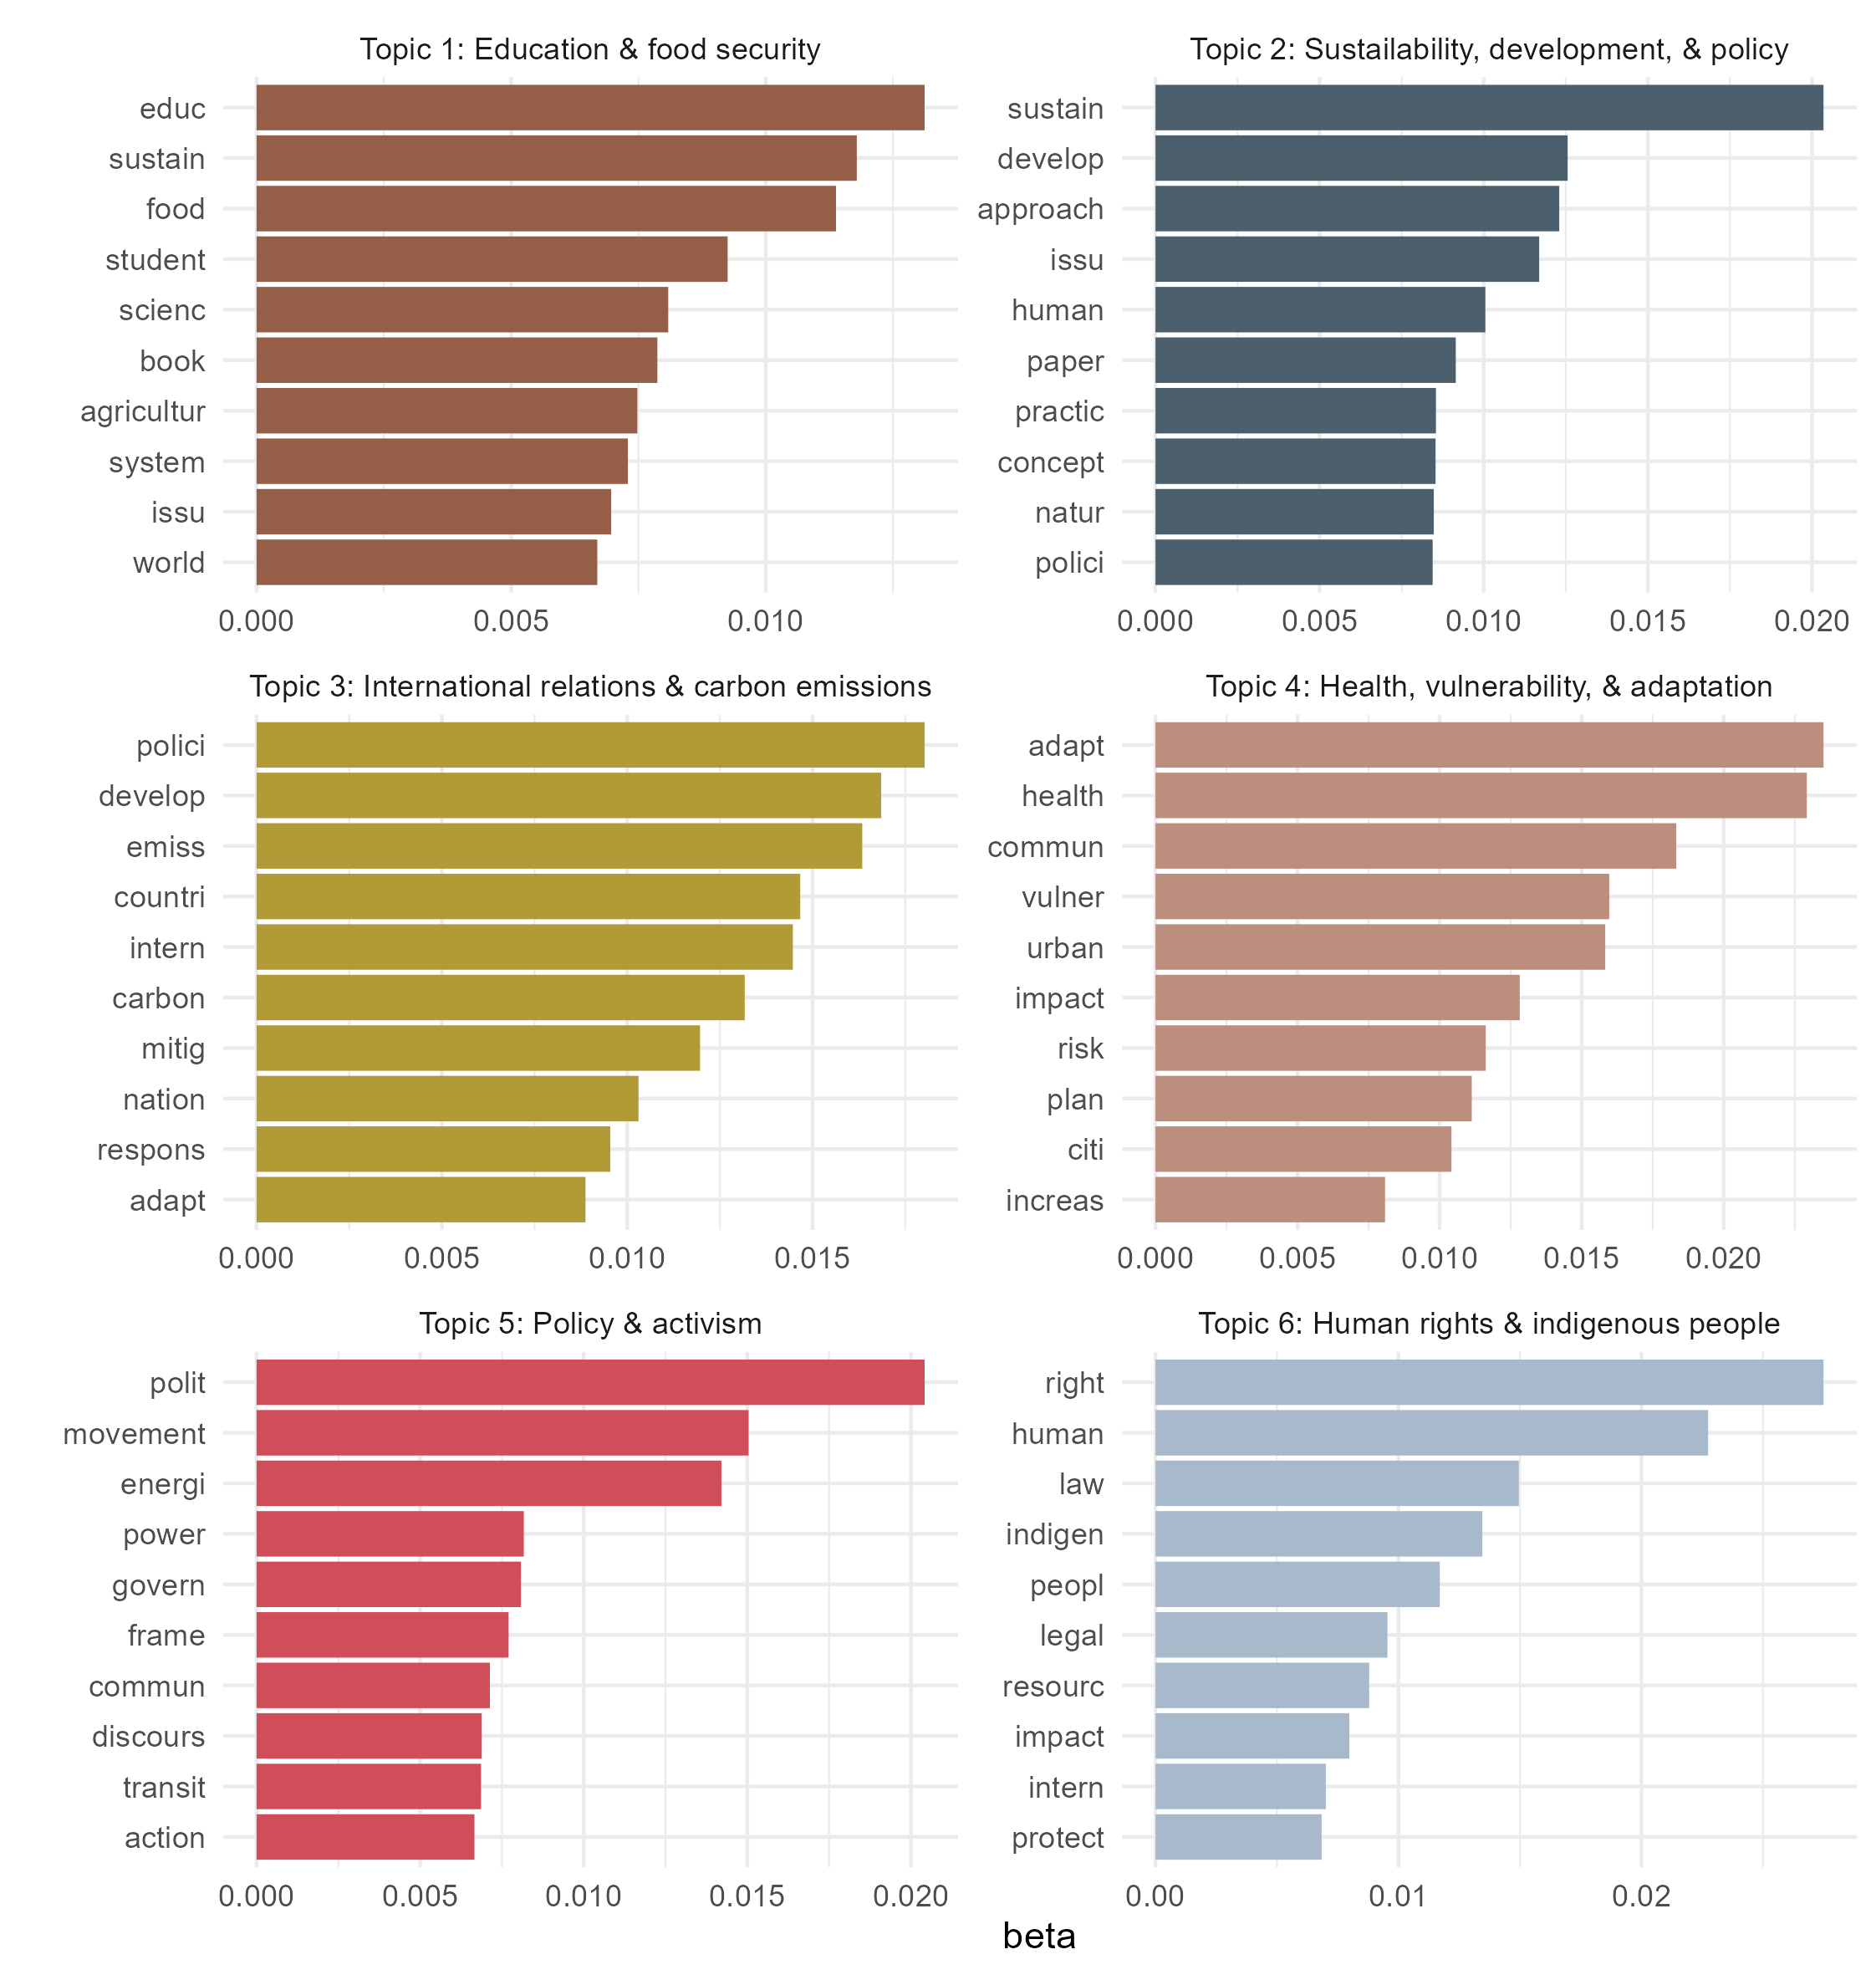 Topic 1: Education & food security
educ
sustain
food
student
scienc
book
agricultur
system
issu
world
0.000 0.005 0.010
Topic 2: Sustailability, development, & policy
sustain
develop
approach
issu
human
paper
practic
concept
natur
polici
0.000 0.005 0.010 0.015 0.020
Topic 3: International relations & carbon emissions
polici
develop
emiss
countri
intern
carbon
mitig
nation
respons
adapt
0.000 0.005 0.010 0.015
Topic 4: Health, vulnerability, & adaptation
adapt
health
commun
vulner
urban
impact
risk
plan
citi
increas
0.000 0.005 0.010 0.015 0.020
Topic 5: Policy & activism
polit
movement
energi
power
govern
frame
commun
discours
transit
action
0.000 0.005 0.010 0.015 0.020
Topic 6: Human rights & indigenous people
right
human
law
indigen
peopl
legal
resourc
impact
intern
protect
0.00 0.01 0.02
beta